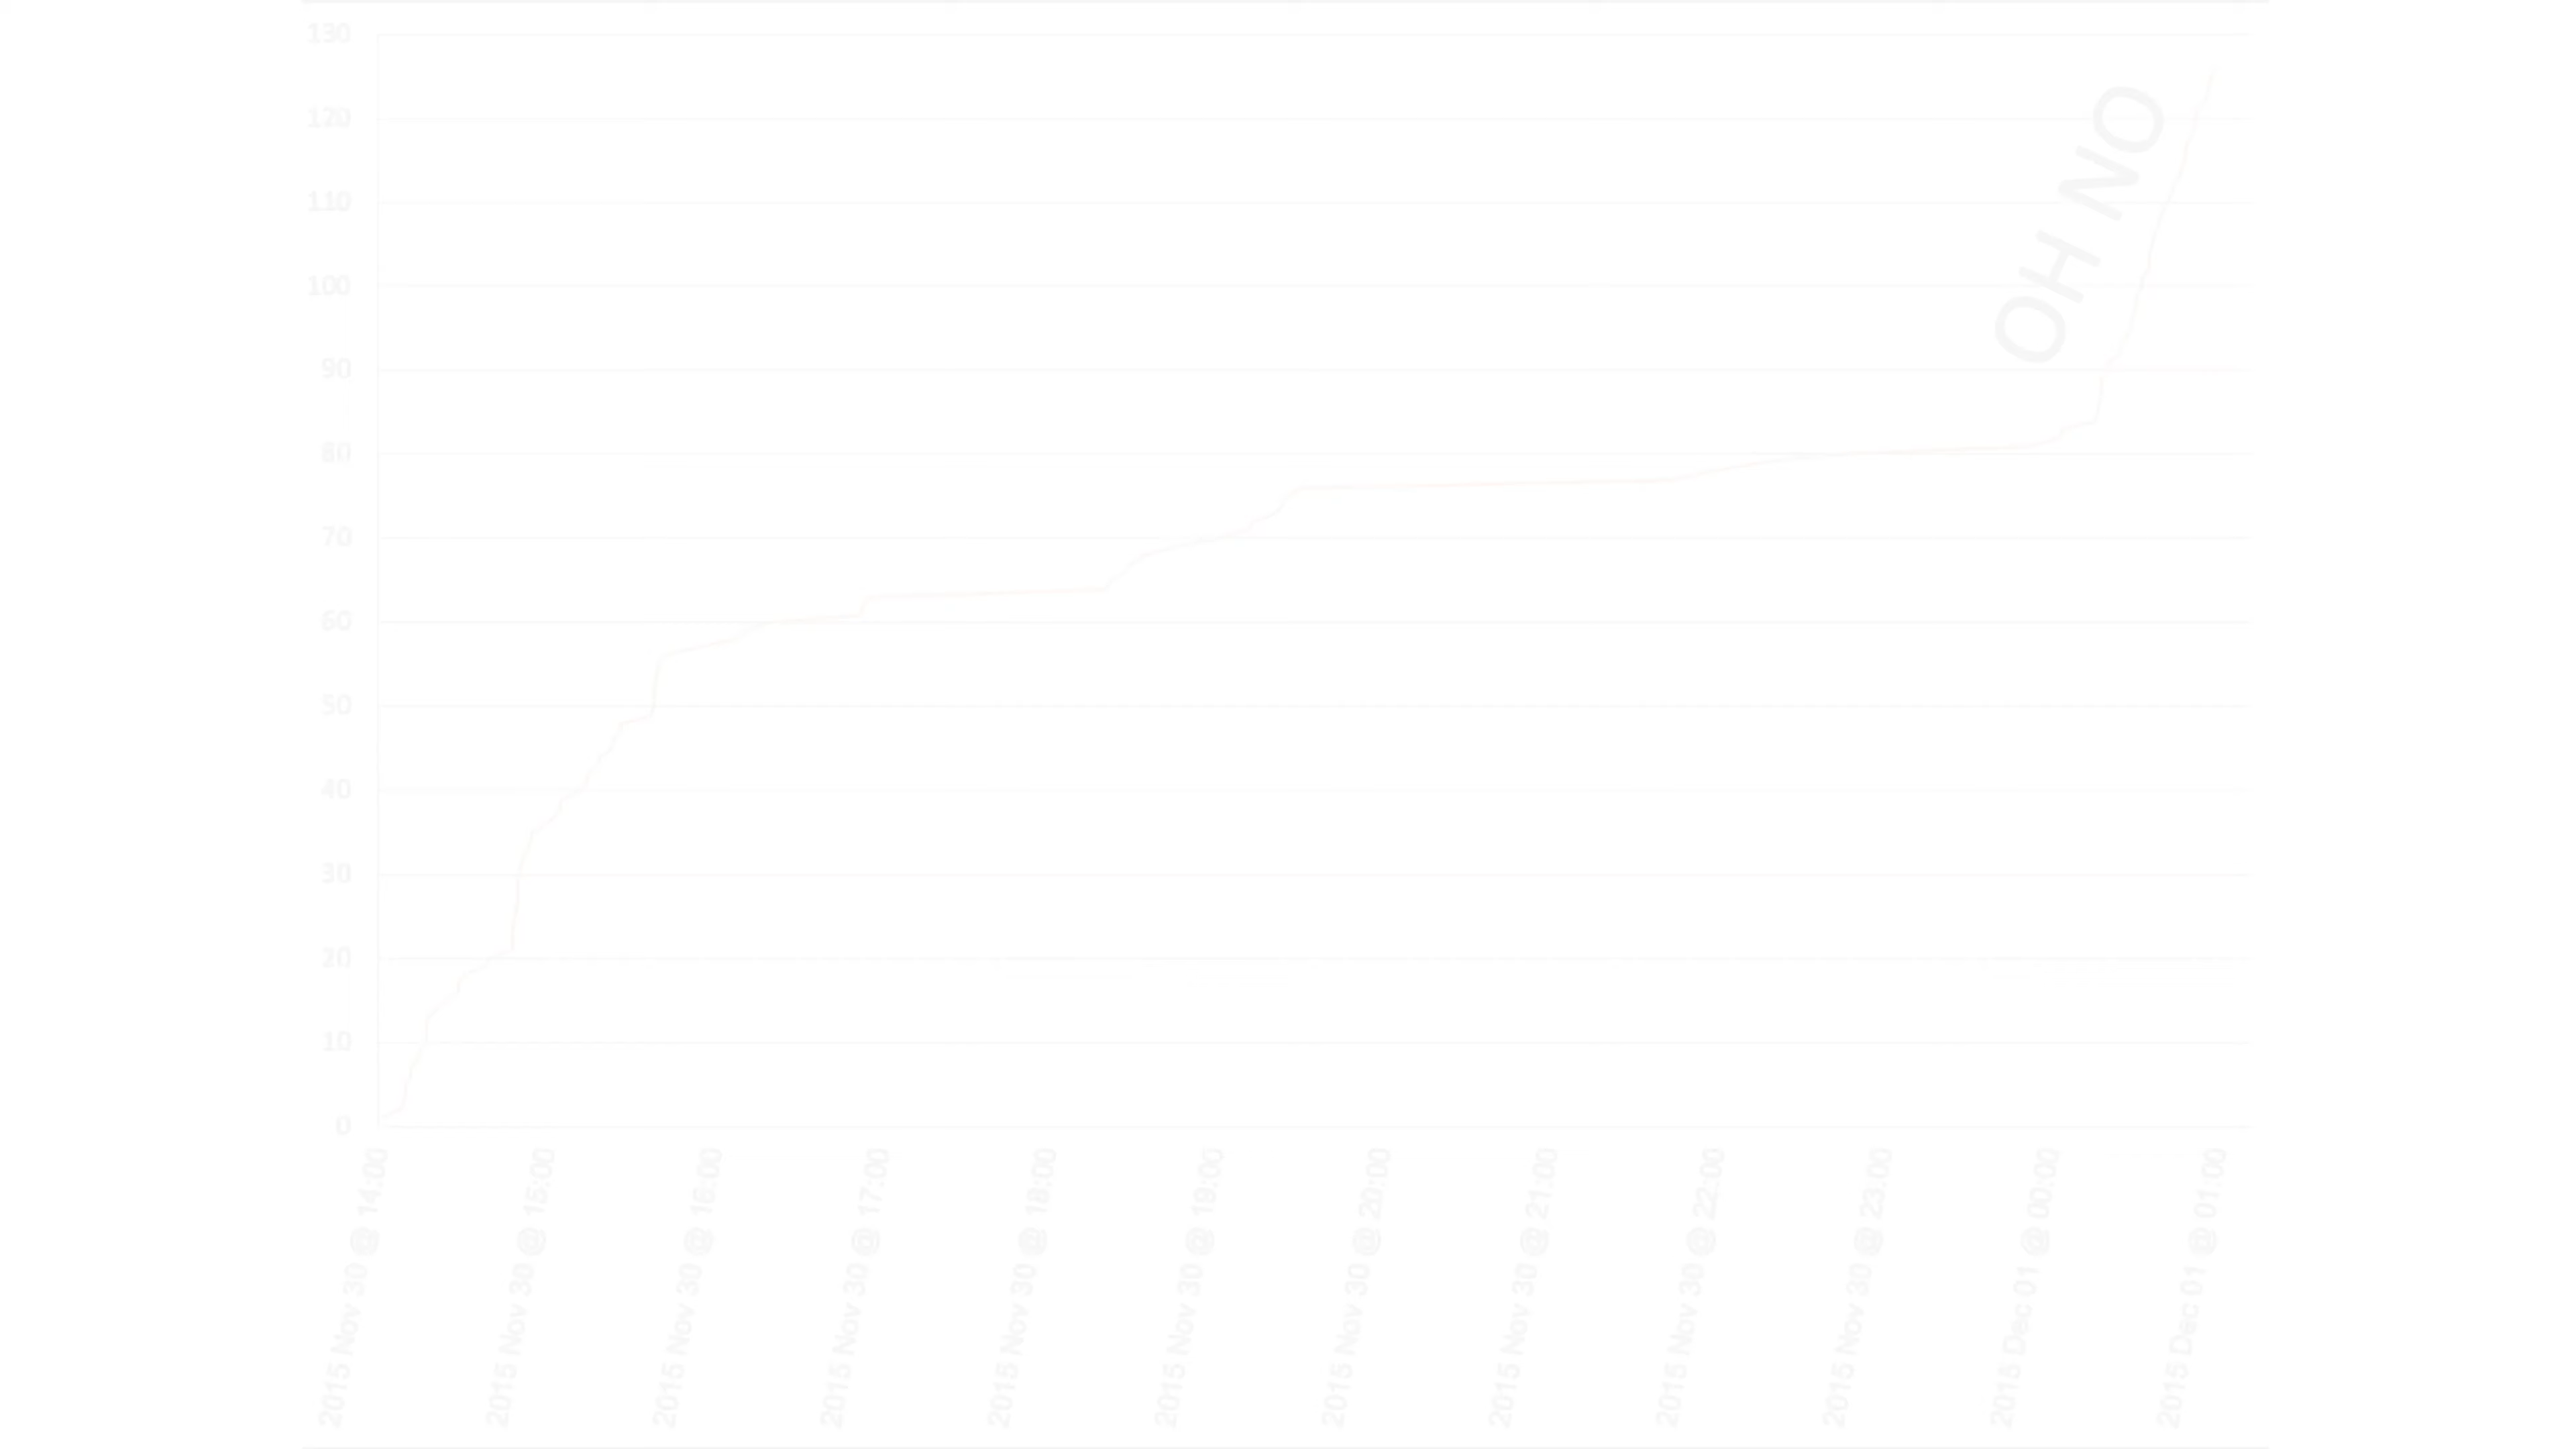 130
120
110
100
90
80
70
60
50
40
30
20
10
0
OH NO
2015 Nov 30 @ 14:00
2015 Nov 30 @ 15:00
2015 Nov 30 @ 16:00
2015 Nov 30 @ 17:00
2015 Nov 30 @ 18:00
2015 Nov 30 @ 19:00
2015 Nov 30 @ 20:00
2015 Nov 30 @ 21:00
2015 Nov 30 @ 22:00
2015 Nov 30 @ 23:00
2015 Dec 01 @ 00:00
2015 Dec 01 @ 01:00